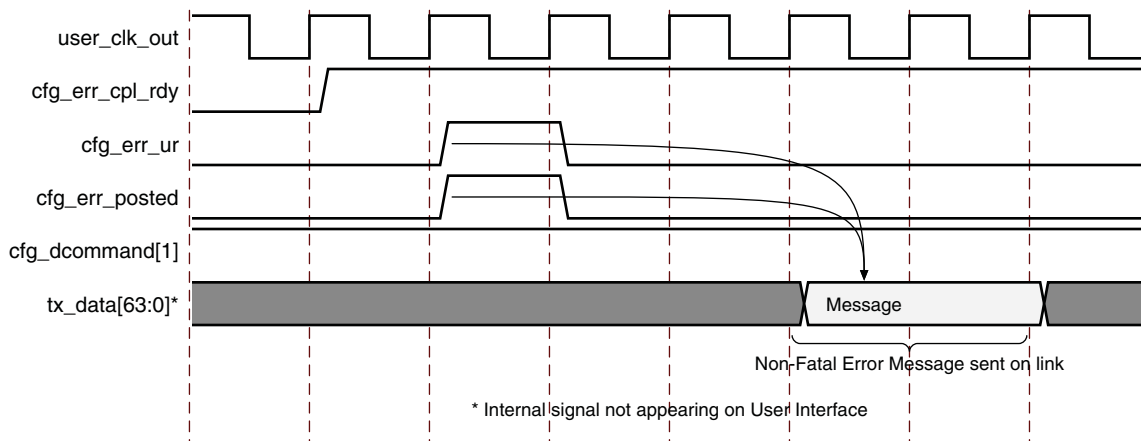 user_clk_out
cfg_err_cpl_rdy
cfg_err_ur
cfg_err_posted
cfg_dcommand[1]
tx_data[63:0]*
Message
Non-Fatal Error Message sent on link
* Internal signal not appearing on User Interface